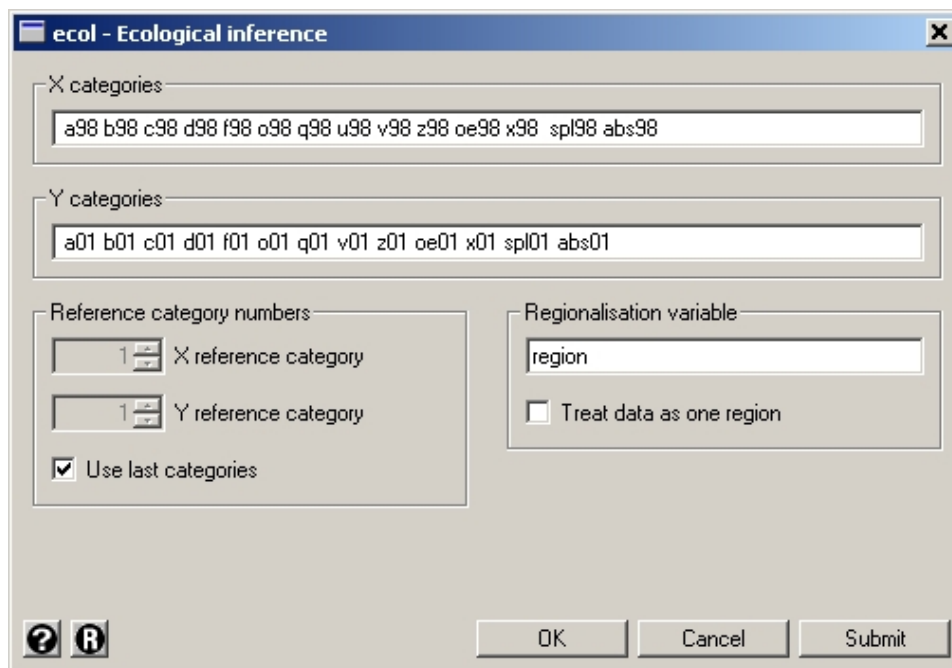 ecol - Ecological inference
X categories
a98 b98 c98 d98 f98 o98 q98 u98 v98 z98 oe98 x98  spl98 abs98
Y categories
a01 b01 c01 d01 f01 o01 q01 v01 z01 oe01 x01 spl01 abs01
Reference category numbers
1 X reference category
1 Y reference category
Use last categories
Regionalisation variable
region
Treat data as one region
? R OK Cancel Submit